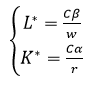 L* = Cβ/w
K* = Cα/r